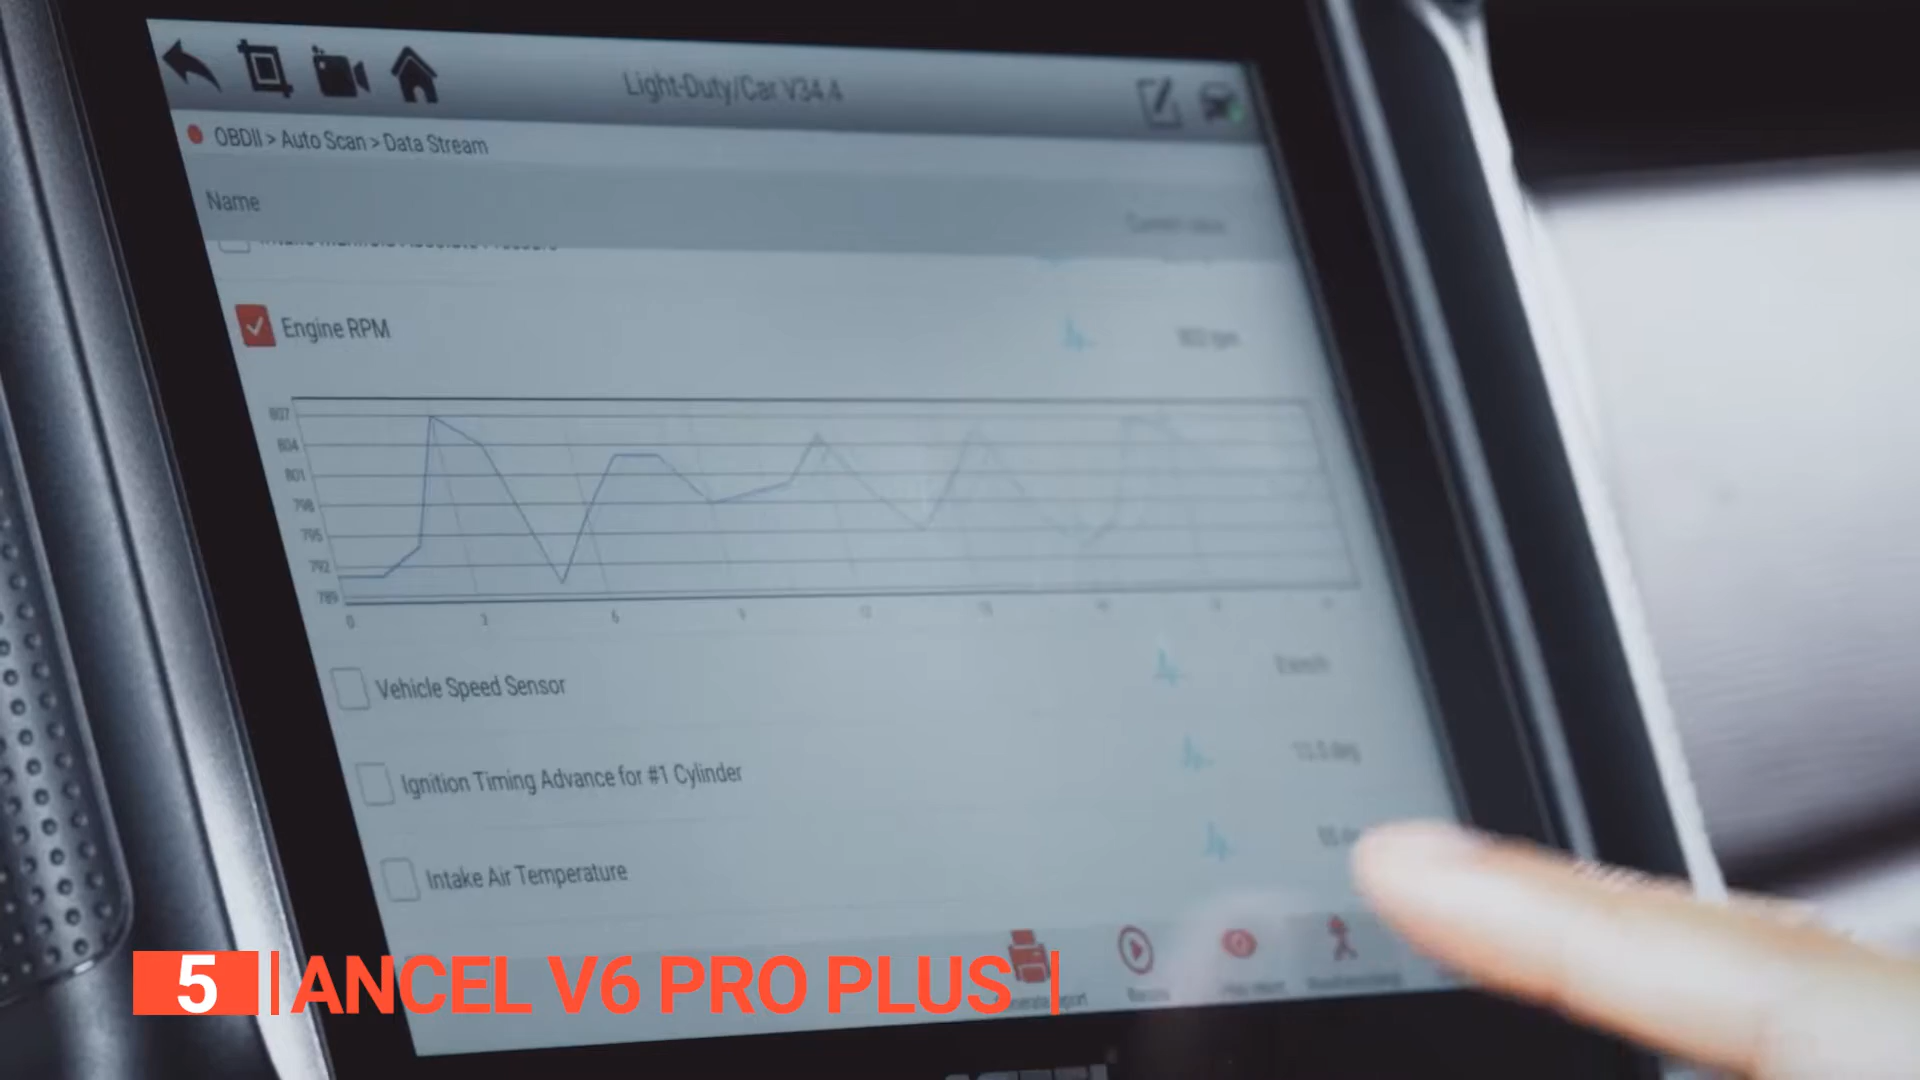 Light-Duty/Car V34.4
OBDII > Auto Scan > Data Stream
Name
Current value
Engine RPM
807
804
801
798
795
792
789
0 3 6 9 12 15
Vehicle Speed Sensor
Ignition Timing Advance for #1 Cylinder
Intake Air Temperature
5 ANCEL V6 PRO PLUS